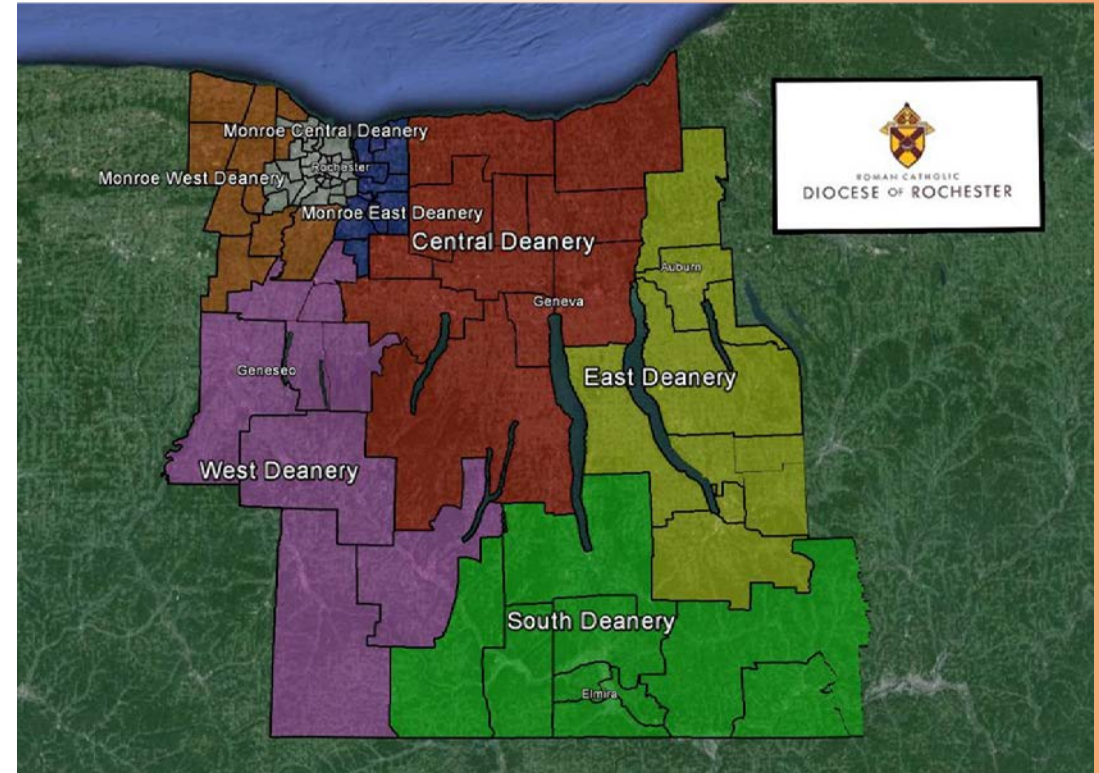 Monroe Central Deanery
Rochester
Monroe West Deanery
Monroe East Deanery
Central Deanery
ROMAN CATHOLIC
DIOCESE OF ROCHESTER
Auburn
Geneva
Geneseo
East Deanery
West Deanery
South Deanery
Elmira